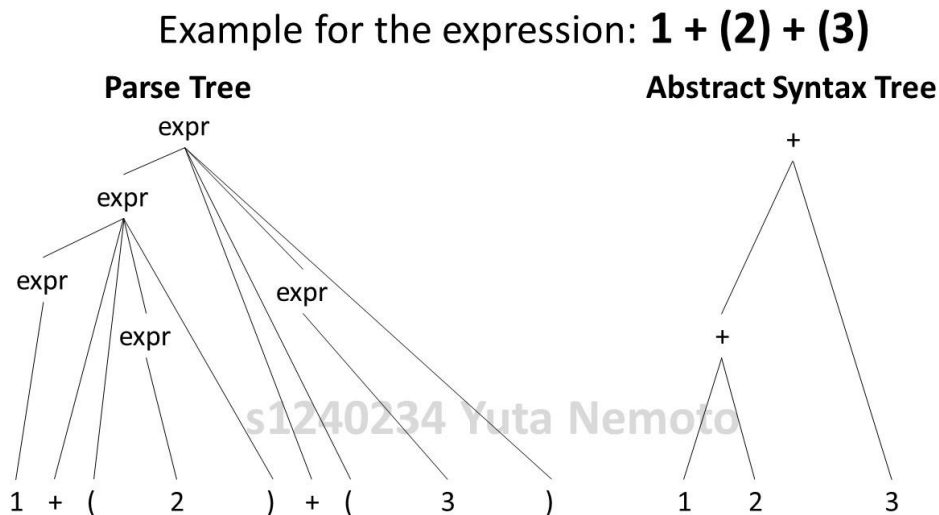 Example for the expression: 1 + (2) + (3)
Parse Tree
Abstract Syntax Tree
expr
+
expr
expr
expr
expr
+
s1240234 Yuta Nemoto
1 + ( 2 ) + ( 3 )
1 2 3